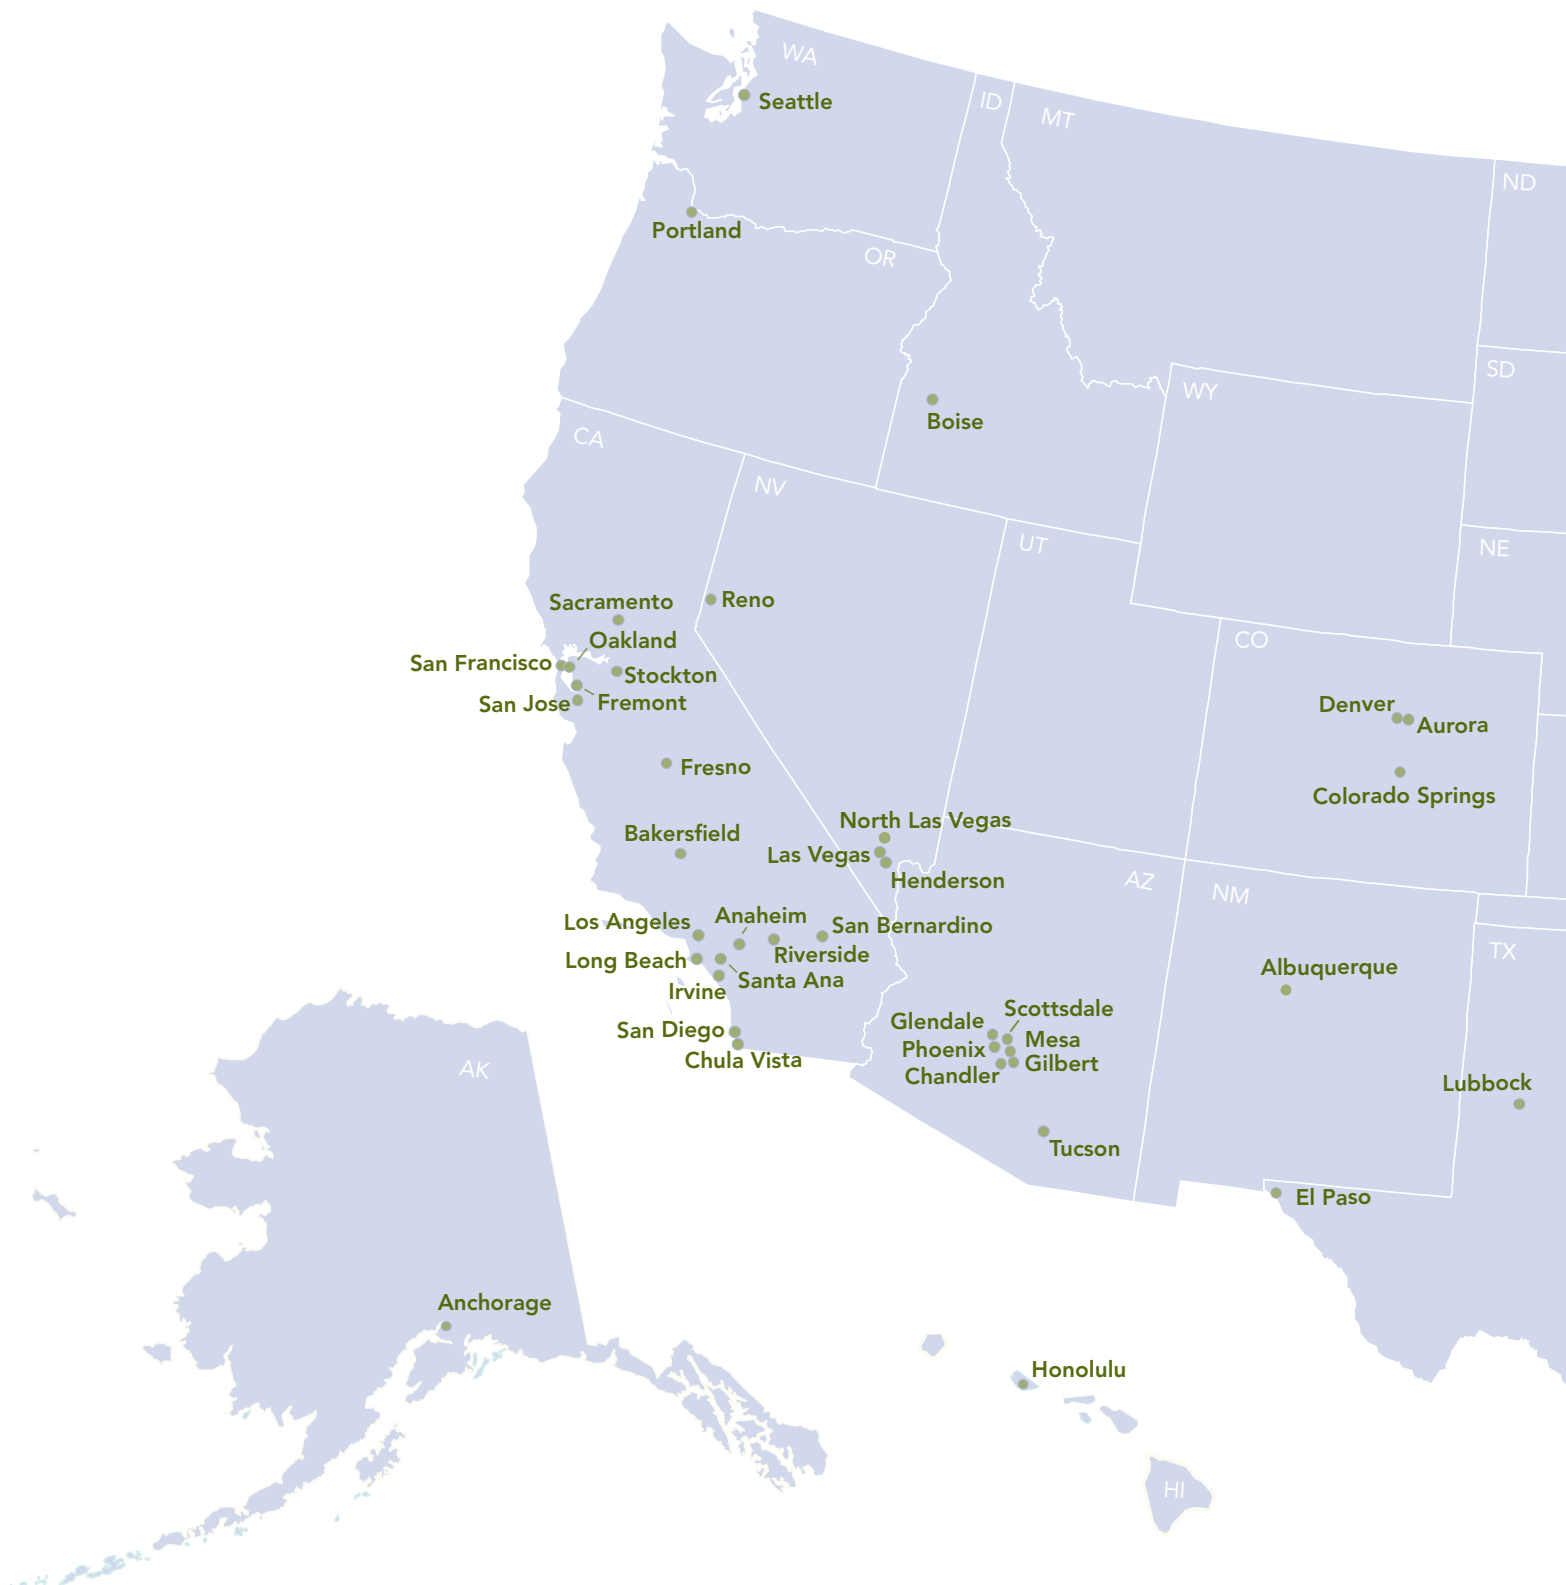 WA
Seattle
ID
MT
ND
Portland
OR
SD
WY
Boise
CA
NV
UT
NE
Sacramento
Reno
Oakland
CO
San Francisco
Stockton
San Jose
Fremont
Denver
Aurora
Fresno
Colorado Springs
North Las Vegas
Bakersfield
Las Vegas
Henderson
AZ
NM
Anaheim
Los Angeles
San Bernardino
Riverside
TX
Long Beach
Albuquerque
Santa Ana
Irvine
Scottsdale
Glendale
San Diego
Mesa
Phoenix
Chula Vista
Gilbert
AK
Chandler
Lubbock
Tucson
El Paso
Anchorage
Honolulu
HI